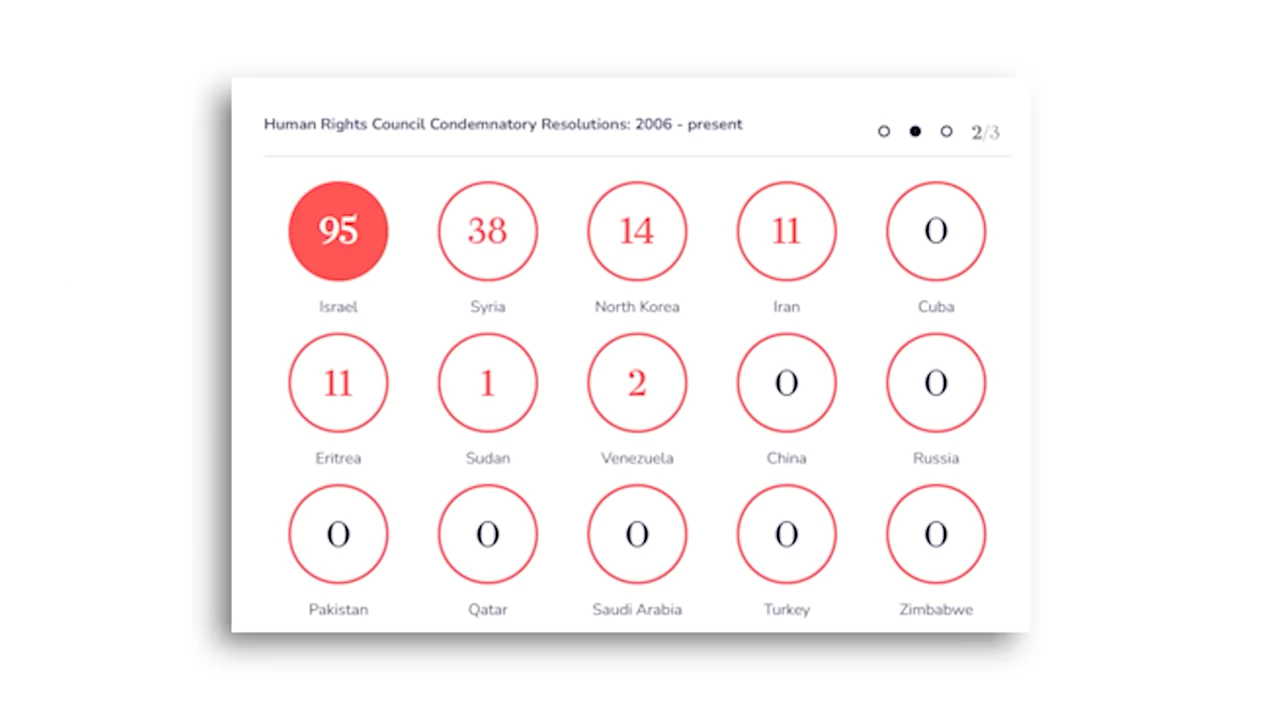 Human Rights Council Condemnatory Resolutions: 2006 - present
2/3
95 38 14 11 0
Israel Syria North Korea Iran Cuba
11 1 2 0 0
Eritrea Sudan Venezuela China Russia
0 0 0 0 0
Pakistan Qatar Saudi Arabia Turkey Zimbabwe